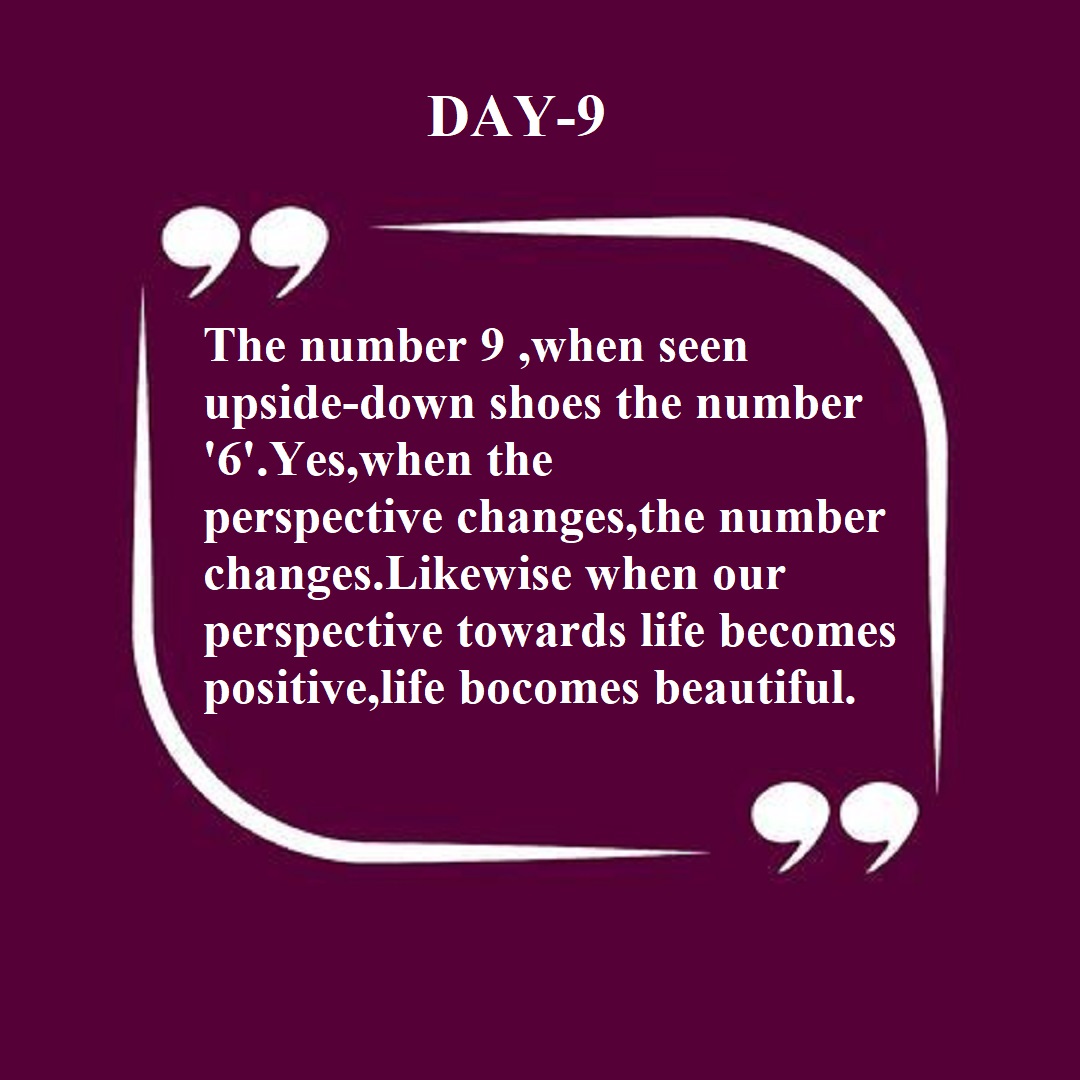 DAY-9
The number 9 ,when seen
upside-down shoes the number
'6'.Yes,when the
perspective changes,the number
changes.Likewise when our
perspective towards life becomes
positive,life bocomes beautiful.